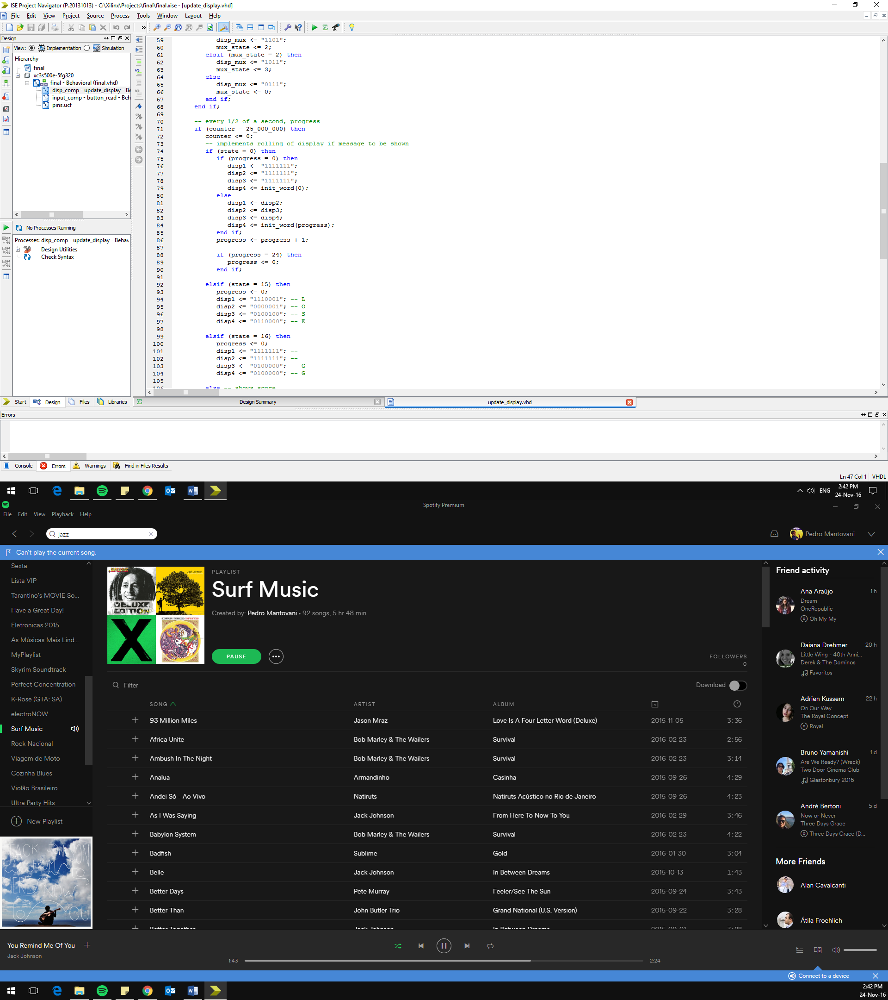 ISE Project Navigator (P.20131013) - C:\Xilinx\Projects\final\final.xise - [update_display.vhd]
File Edit View Project Source Process Tools Window Layout Help
Design
View: Implementation Simulation
Hierarchy
final
xc3s500e-5fg320
final - Behavioral (final.vhd)
disp_comp - update_display - Be
input_comp - button_read - Beh
pins.ucf
No Processes Running
Processes: disp_comp - update_display - Behav
Design Utilities
Check Syntax
59 disp_mux <= "1101";
60 mux_state <= 2;
61 elsif (mux_state = 2) then
62 disp_mux <= "1011";
63 mux_state <= 3;
64 else
65 disp_mux <= "0111";
66 mux_state <= 0;
67 end if;
68 end if;
69
70 -- every 1/2 of a second, progress
71 if (counter = 25_000_000) then
72 counter <= 0;
73 -- implements rolling of display if message to be shown
74 if (state = 0) then
75 if (progress = 0) then
76 disp1 <= "1111111";
77 disp2 <= "1111111";
78 disp3 <= "1111111";
79 disp4 <= init_word(0);
80 else
81 disp1 <= disp2;
82 disp2 <= disp3;
83 disp3 <= disp4;
84 disp4 <= init_word(progress);
85 end if;
86 progress <= progress + 1;
87
88 if (progress = 24) then
89 progress <= 0;
90 end if;
91
92 elsif (state = 15) then
93 progress <= 0;
94 disp1 <= "1110001"; -- L
95 disp2 <= "0000001"; -- O
96 disp3 <= "0100100"; -- S
97 disp4 <= "0110000"; -- E
98
99 elsif (state = 16) then
100 progress <= 0;
101 disp1 <= "1111111"; --
102 disp2 <= "1111111"; --
103 disp3 <= "0100000"; -- G
104 disp4 <= "0100000"; -- G
105
106 else -- shows score
Start Design Files Libraries
Design Summary update_display.vhd
Errors
Console Errors Warnings Find in Files Results
Ln 47 Col 1 VHDL
ENG 2:42 PM
24-Nov-16
Spotify Premium
File Edit View Playback Help
jazz
Pedro Mantovani
Can't play the current song.
Sexta
Lista VIP
Tarantino's MOVIE So...
Have a Great Day!
Eletronicas 2015
As Músicas Mais Lind...
MyPlaylist
Skyrim Soundtrack
Perfect Concentration
K-Rose (GTA: SA)
electroNOW
Surf Music
Rock Nacional
Viagem de Moto
Cozinha Blues
Violão Brasileiro
Ultra Party Hits
New Playlist
JACK JOHNSON
FROM
HERE
NOW
YOU
DELUXE
EDITION
Jack Johnson
PLAYLIST
Surf Music
Created by: Pedro Mantovani • 92 songs, 5 hr 48 min
PAUSE
FOLLOWERS
0
Filter
Download
SONG ARTIST ALBUM
93 Million Miles Jason Mraz Love Is A Four Letter Word (Deluxe) 2015-11-05 3:36
Africa Unite Bob Marley & The Wailers Survival 2016-02-23 2:56
Ambush In The Night Bob Marley & The Wailers Survival 2016-02-23 3:14
Analua Armandinho Casinha 2015-09-26 4:29
Andei Só - Ao Vivo Natiruts Natiruts Acústico no Rio de Janeiro 2015-09-26 4:23
As I Was Saying Jack Johnson From Here To Now To You 2016-02-29 3:46
Babylon System Bob Marley & The Wailers Survival 2016-02-23 4:22
Badfish Sublime Gold 2016-01-30 3:04
Belle Jack Johnson In Between Dreams 2015-10-13 1:43
Better Days Pete Murray Feeler/See The Sun 2015-09-24 3:43
Better Than John Butler Trio Grand National (U.S. Version) 2015-09-22 3:28
Better Together Jack Johnson In Between Dreams 2015-09-01 3:28
Friend activity
Ana Araújo 1 h
Dream
OneRepublic
Oh My My
Daiana Drehmer 20 h
Little Wing - 40th Anni...
Derek & The Dominos
Favoritos
Adrien Kussem 22 h
On Our Way
The Royal Concept
Royal
Bruno Yamanishi 1 d
Are We Ready? (Wreck)
Two Door Cinema Club
Glastonbury 2016
André Bertoni 5 d
Now or Never
Three Days Grace
Three Days Grace (D...
More Friends
Alan Cavalcanti
Átila Froehlich
You Remind Me Of You
Jack Johnson
1:43 2:24
Connect to a device
2:42 PM
24-Nov-16